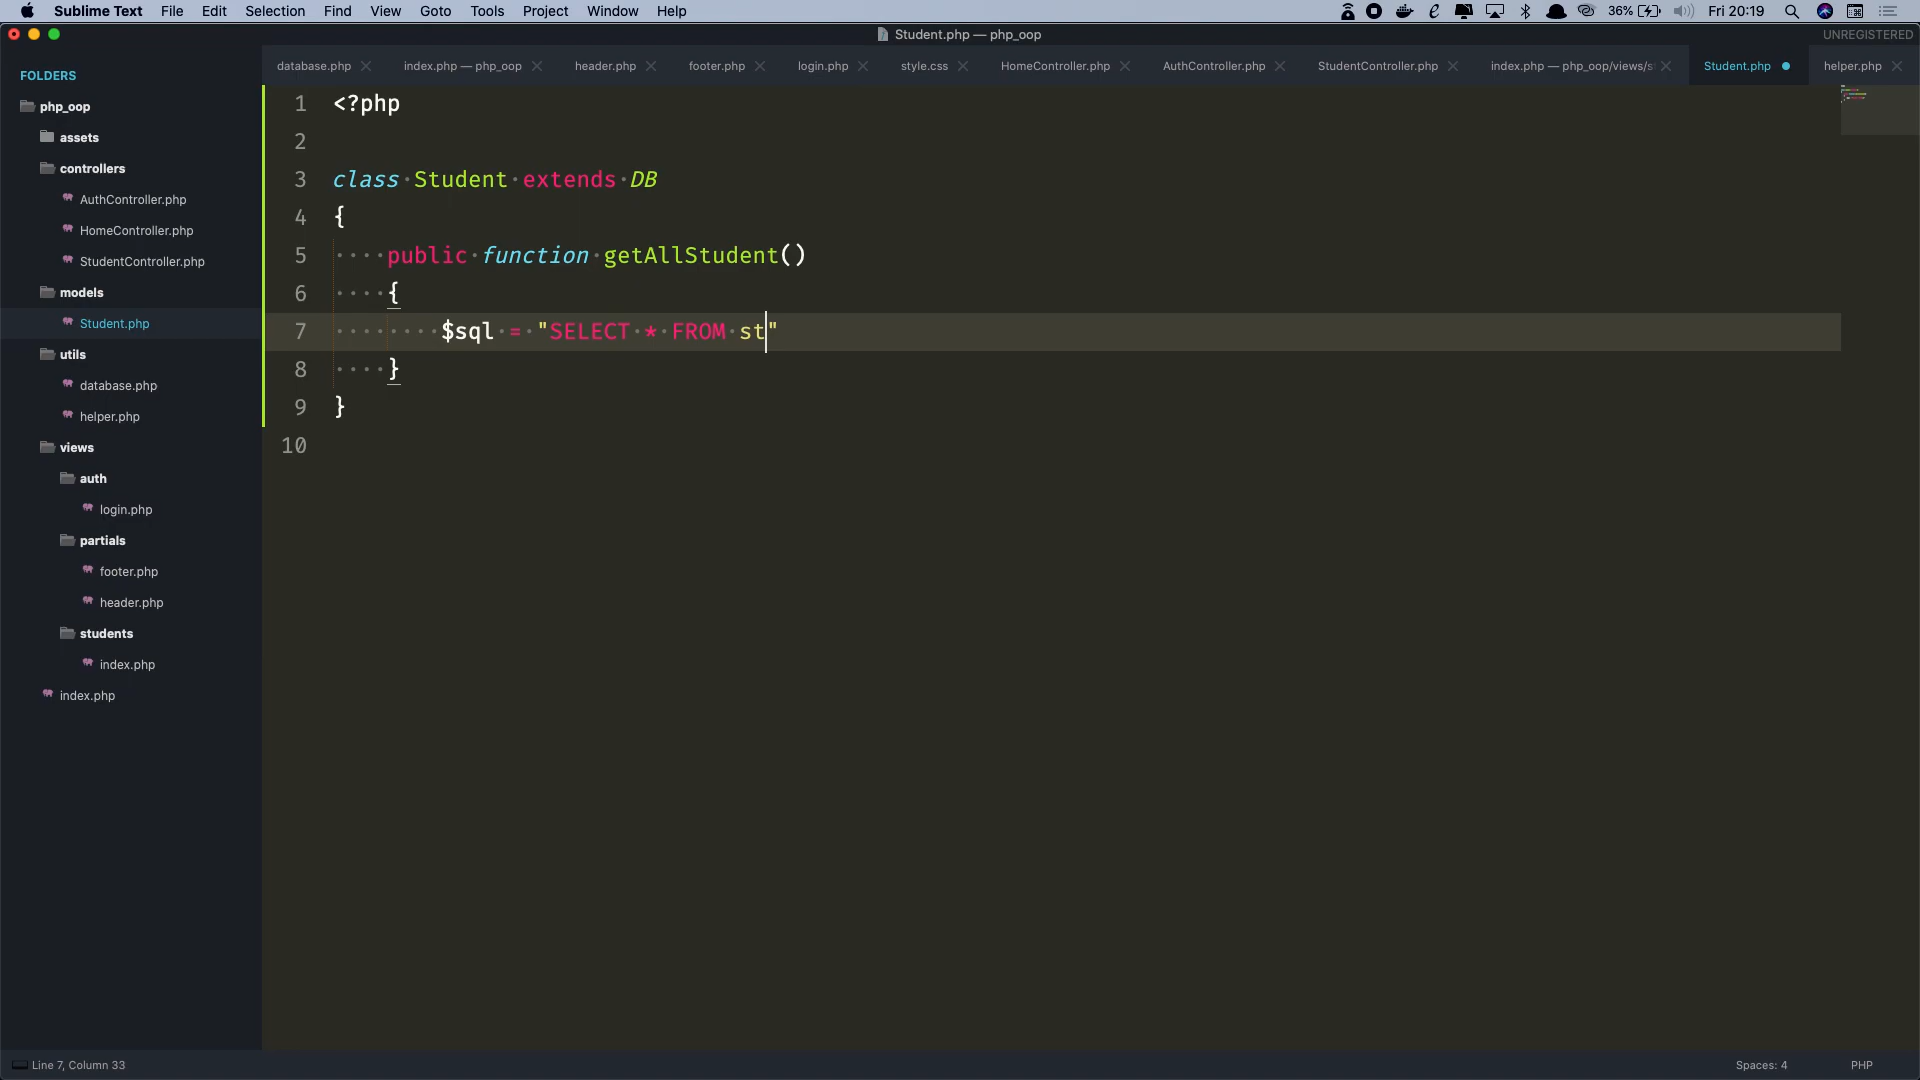 Sublime Text File Edit Selection Find View Goto Tools Project Window Help 36% Fri 20:19
Student.php — php_oop UNREGISTERED
database.php index.php — php_oop header.php footer.php login.php style.css HomeController.php AuthController.php StudentController.php index.php — php_oop/views/s Student.php helper.php
FOLDERS
php_oop
assets
controllers
AuthController.php
HomeController.php
StudentController.php
models
Student.php
utils
database.php
helper.php
views
auth
login.php
partials
footer.php
header.php
students
index.php
index.php
1 <?php
2
3 class Student extends DB
4 {
5 public function getAllStudent()
6 {
7 $sql = "SELECT * FROM st"
8 }
9 }
10
Line 7, Column 33 Spaces: 4 PHP